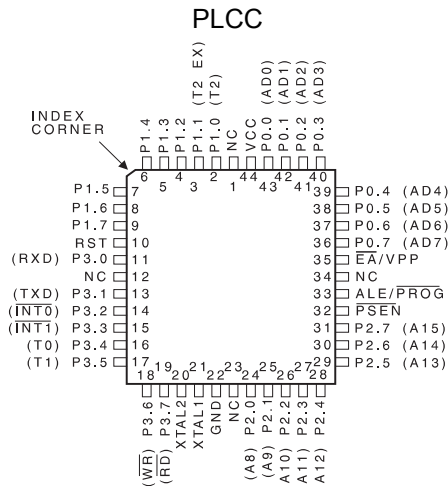 PLCC
INDEX
CORNER
P1.4
P1.3
P1.2
P1.1 (T2 EX)
P1.0 (T2)
NC
VCC
P0.0 (AD0)
P0.1 (AD1)
P0.2 (AD2)
P0.3 (AD3)
6
5
4
3
2
1
44
43
42
41
40
P1.5 7
P1.6 8
P1.7 9
RST 10
(RXD) P3.0 11
NC 12
(TXD) P3.1 13
(INT0) P3.2 14
(INT1) P3.3 15
(T0) P3.4 16
(T1) P3.5 17
39 P0.4 (AD4)
38 P0.5 (AD5)
37 P0.6 (AD6)
36 P0.7 (AD7)
35 EA/VPP
34 NC
33 ALE/PROG
32 PSEN
31 P2.7 (A15)
30 P2.6 (A14)
29 P2.5 (A13)
18
19
20
21
22
23
24
25
26
27
28
(WR) P3.6
(RD) P3.7
XTAL2
XTAL1
GND
NC
(A8) P2.0
(A9) P2.1
A10) P2.2
A11) P2.3
A12) P2.4